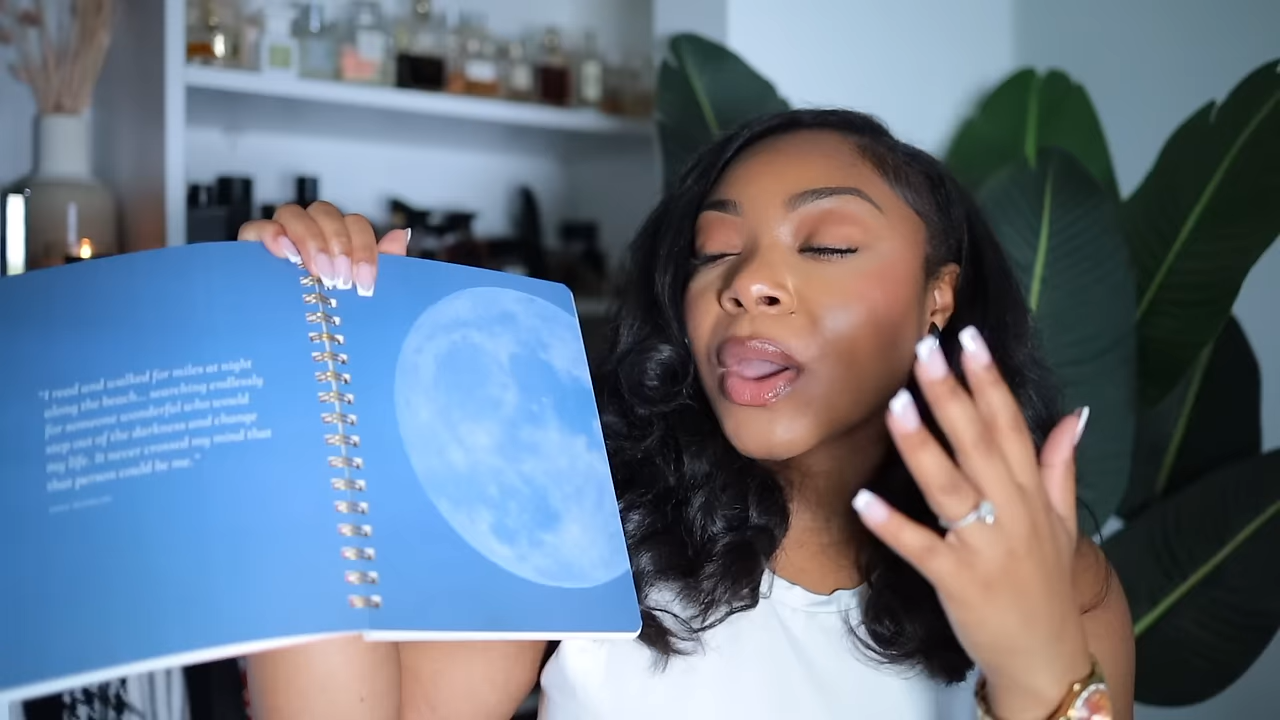 "I read and walked for miles at night
along the beach... searching endlessly
for someone wonderful who would
step out of the darkness and change
my life. It never crossed my mind that
that person could be me."